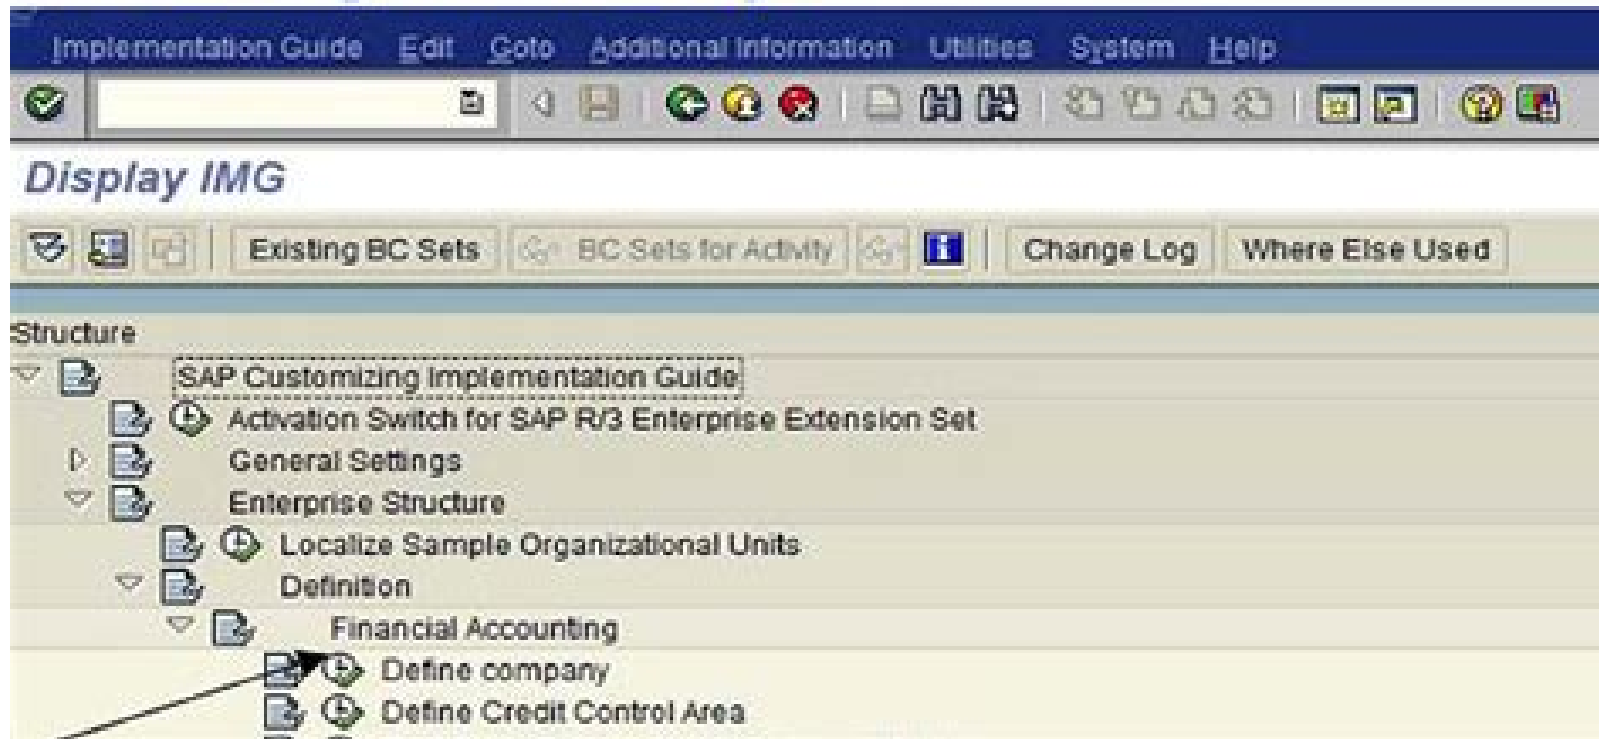 Implementation Guide Edit Goto Additional Information Utilities System Help
Display IMG
Existing BC Sets BC Sets for Activity Change Log Where Else Used
Structure
SAP Customizing Implementation Guide
Activation Switch for SAP R/3 Enterprise Extension Set
General Settings
Enterprise Structure
Localize Sample Organizational Units
Definition
Financial Accounting
Define company
Define Credit Control Area